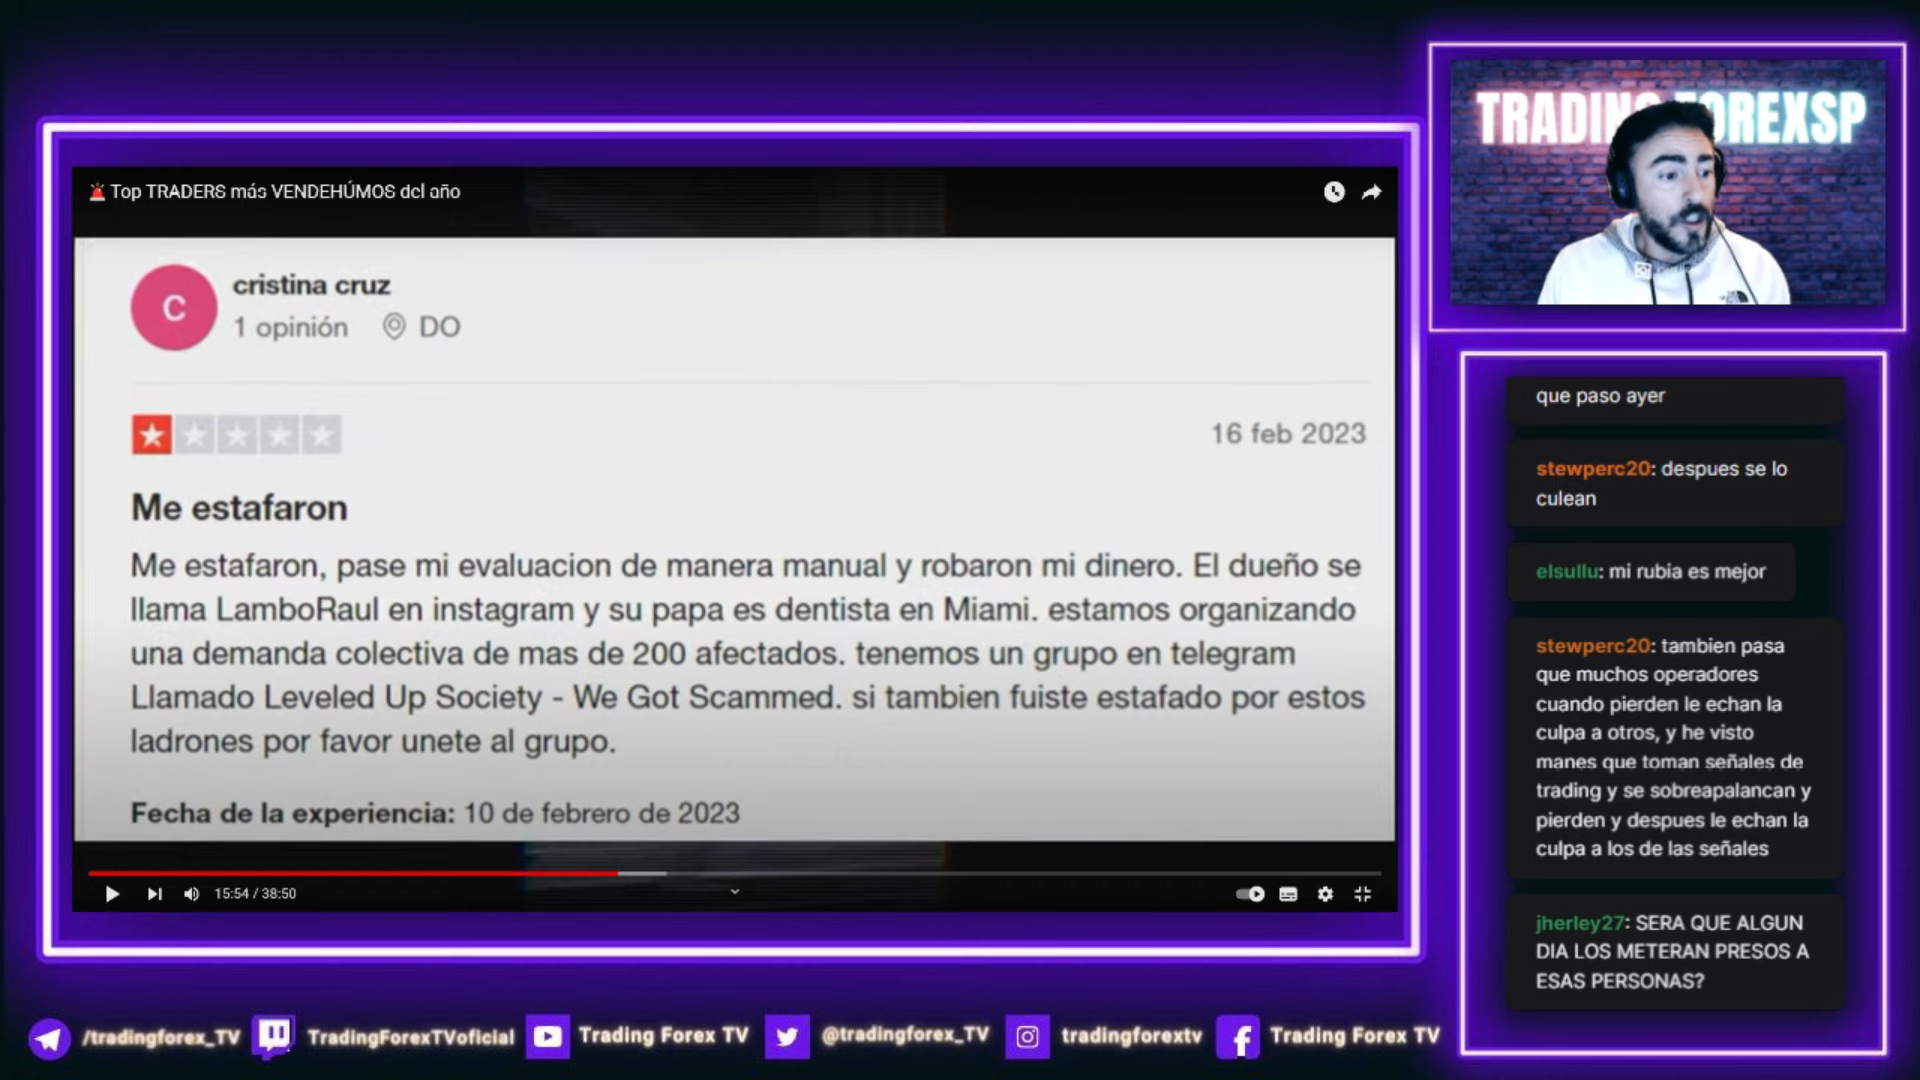 Top TRADERS más VENDEHÚMOS del año
C
cristina cruz
1 opinión DO
16 feb 2023
Me estafaron
Me estafaron, pase mi evaluacion de manera manual y robaron mi dinero. El dueño se
llama LamboRaul en instagram y su papa es dentista en Miami. estamos organizando
una demanda colectiva de mas de 200 afectados. tenemos un grupo en telegram
Llamado Leveled Up Society - We Got Scammed. si tambien fuiste estafado por estos
ladrones por favor unete al grupo.
Fecha de la experiencia: 10 de febrero de 2023
15:54 / 38:50
TRADING FOREXSP
que paso ayer
stewperc20: despues se lo
culean
elsullu: mi rubia es mejor
stewperc20: tambien pasa
que muchos operadores
cuando pierden le echan la
culpa a otros, y he visto
manes que toman señales de
trading y se sobreapalancan y
pierden y despues le echan la
culpa a los de las señales
jherley27: SERA QUE ALGUN
DIA LOS METERAN PRESOS A
ESAS PERSONAS?
/tradingforex_TV TradingForexTVoficial Trading Forex TV @tradingforex_TV tradingforextv Trading Forex TV